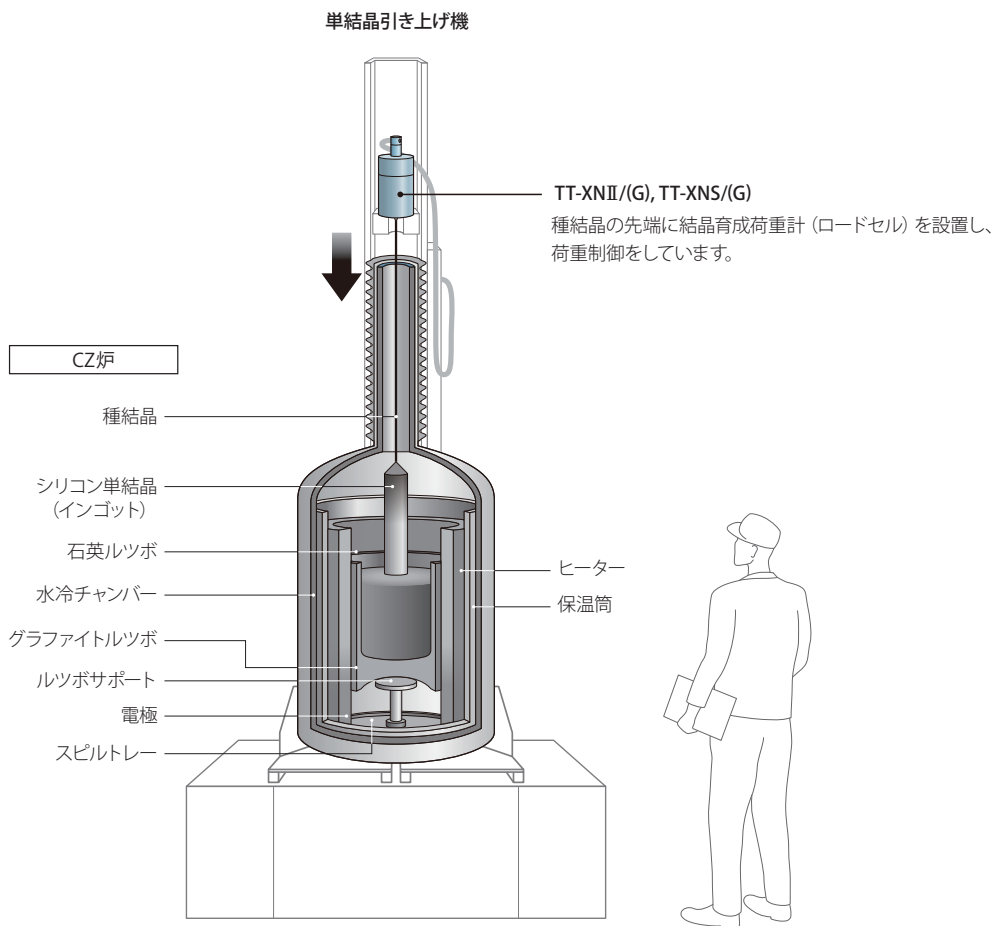 単結晶引き上げ機
TT-XNⅡ/(G), TT-XNS/(G)
種結晶の先端に結晶育成荷重計（ロードセル）を設置し、
荷重制御をしています。
CZ炉
種結晶
シリコン単結晶
（インゴット）
石英ルツボ
水冷チャンバー
グラファイトルツボ
ルツボサポート
電極
スピルトレー
ヒーター
保温筒